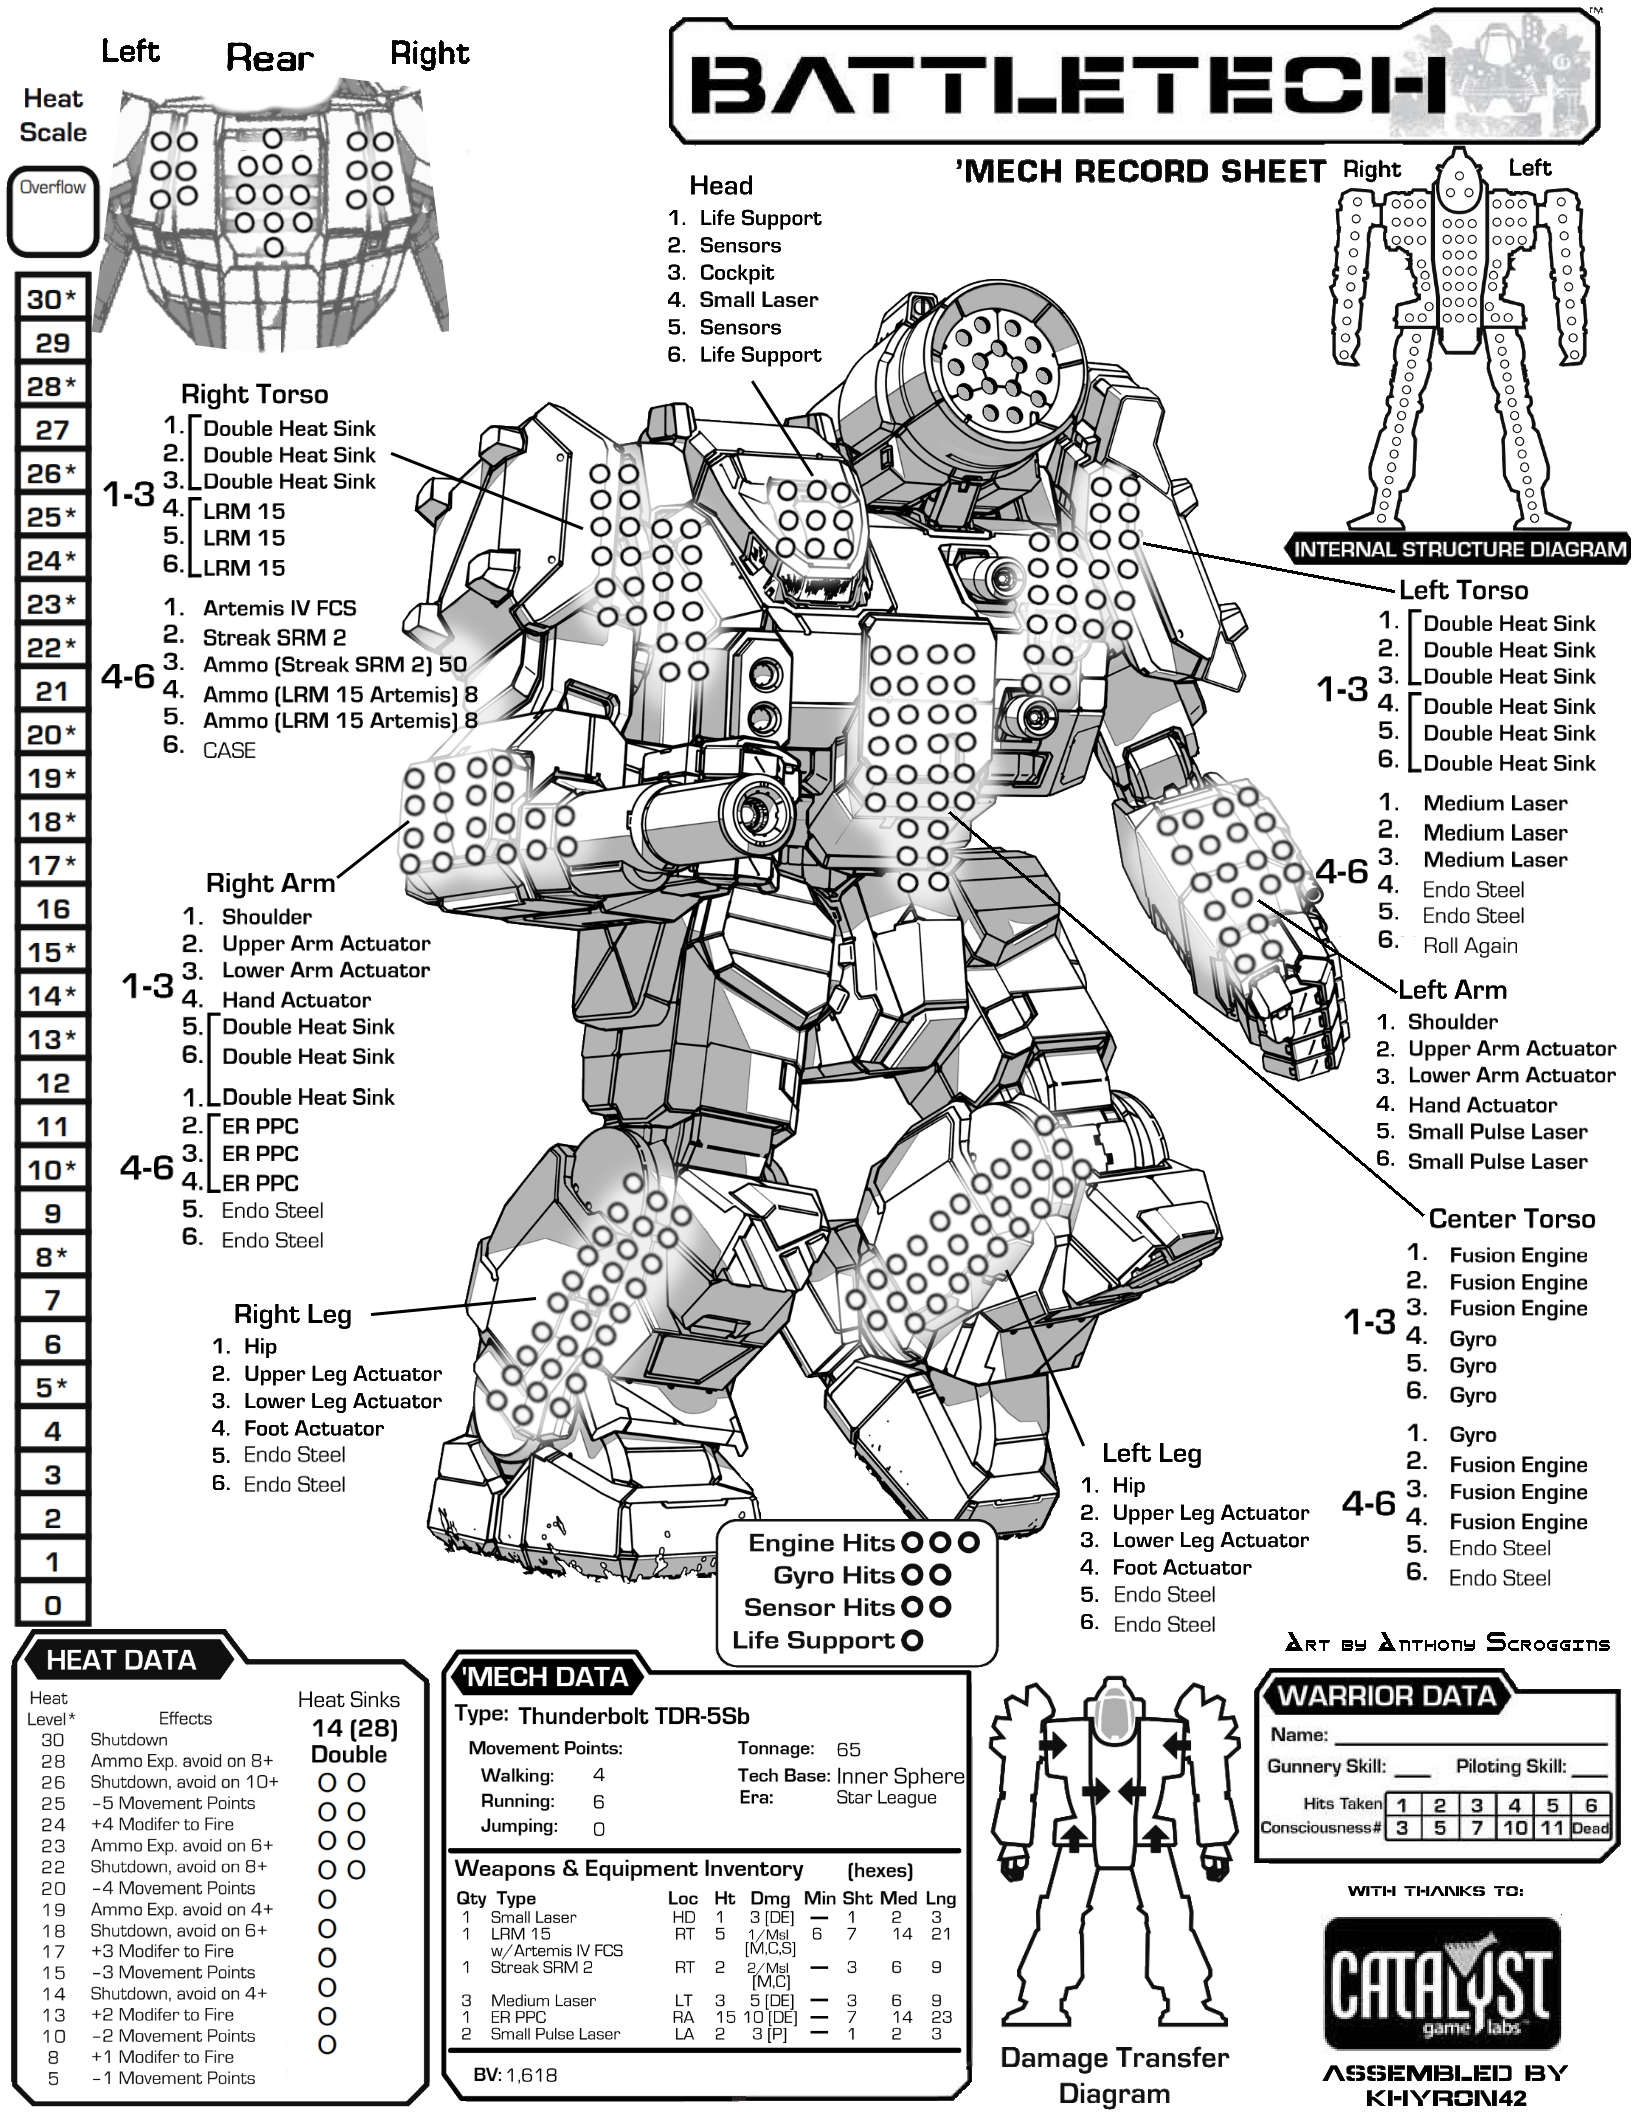 Left Rear Right
BATTLETECH™
'MECH RECORD SHEET
Right Left
INTERNAL STRUCTURE DIAGRAM
Heat
Scale
Overflow
30*
29
28*
27
26*
25*
24*
23*
22*
21
20*
19*
18*
17*
16
15*
14*
13*
12
11
10*
9
8*
7
6
5*
4
3
2
1
0
Head
1. Life Support
2. Sensors
3. Cockpit
4. Small Laser
5. Sensors
6. Life Support
Right Torso
1-3
1. Double Heat Sink
2. Double Heat Sink
3. Double Heat Sink
4. LRM 15
5. LRM 15
6. LRM 15
4-6
1. Artemis IV FCS
2. Streak SRM 2
3. Ammo (Streak SRM 2) 50
4. Ammo (LRM 15 Artemis) 8
5. Ammo (LRM 15 Artemis) 8
6. CASE
Left Torso
1-3
1. Double Heat Sink
2. Double Heat Sink
3. Double Heat Sink
4. Double Heat Sink
5. Double Heat Sink
6. Double Heat Sink
4-6
1. Medium Laser
2. Medium Laser
3. Medium Laser
4. Endo Steel
5. Endo Steel
6. Roll Again
Right Arm
1-3
1. Shoulder
2. Upper Arm Actuator
3. Lower Arm Actuator
4. Hand Actuator
5. Double Heat Sink
6. Double Heat Sink
4-6
1. Double Heat Sink
2. ER PPC
3. ER PPC
4. ER PPC
5. Endo Steel
6. Endo Steel
Left Arm
1. Shoulder
2. Upper Arm Actuator
3. Lower Arm Actuator
4. Hand Actuator
5. Small Pulse Laser
6. Small Pulse Laser
Center Torso
1-3
1. Fusion Engine
2. Fusion Engine
3. Fusion Engine
4. Gyro
5. Gyro
6. Gyro
4-6
1. Gyro
2. Fusion Engine
3. Fusion Engine
4. Fusion Engine
5. Endo Steel
6. Endo Steel
Right Leg
1. Hip
2. Upper Leg Actuator
3. Lower Leg Actuator
4. Foot Actuator
5. Endo Steel
6. Endo Steel
Left Leg
1. Hip
2. Upper Leg Actuator
3. Lower Leg Actuator
4. Foot Actuator
5. Endo Steel
6. Endo Steel
Engine Hits
Gyro Hits
Sensor Hits
Life Support
Art by Anthony Scroggins
HEAT DATA
Heat
Level* Effects
30 Shutdown
28 Ammo Exp. avoid on 8+
26 Shutdown, avoid on 10+
25 -5 Movement Points
24 +4 Modifer to Fire
23 Ammo Exp. avoid on 6+
22 Shutdown, avoid on 8+
20 -4 Movement Points
19 Ammo Exp. avoid on 4+
18 Shutdown, avoid on 6+
17 +3 Modifer to Fire
15 -3 Movement Points
14 Shutdown, avoid on 4+
13 +2 Modifer to Fire
10 -2 Movement Points
8 +1 Modifer to Fire
5 -1 Movement Points
Heat Sinks
14 (28)
Double
'MECH DATA
Type: Thunderbolt TDR-5Sb
Movement Points:
Walking: 4
Running: 6
Jumping: 0
Tonnage: 65
Tech Base: Inner Sphere
Era: Star League
Weapons & Equipment Inventory (hexes)
Qty Type Loc Ht Dmg Min Sht Med Lng
1 Small Laser HD 1 3 [DE] — 1 2 3
1 LRM 15 RT 5 1/Msl 6 7 14 21
w/Artemis IV FCS [M,C,S]
1 Streak SRM 2 RT 2 2/Msl — 3 6 9
[M,C]
3 Medium Laser LT 3 5 [DE] — 3 6 9
1 ER PPC RA 15 10 [DE] — 7 14 23
2 Small Pulse Laser LA 2 3 [P] — 1 2 3
BV: 1,618
Damage Transfer
Diagram
WARRIOR DATA
Name:
Gunnery Skill: Piloting Skill:
Hits Taken 1 2 3 4 5 6
Consciousness# 3 5 7 10 11 Dead
WITH THANKS TO:
CATALYST
game labs™
ASSEMBLED BY
KHYRON42